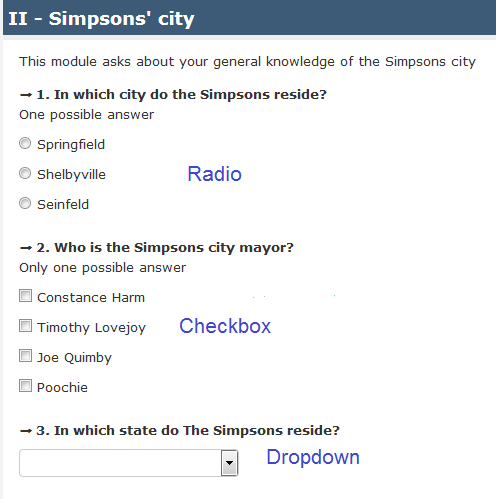 II - Simpsons' city
This module asks about your general knowledge of the Simpsons city
→ 1. In which city do the Simpsons reside?
One possible answer
Springfield
Shelbyville
Radio
Seinfeld
→ 2. Who is the Simpsons city mayor?
Only one possible answer
Constance Harm
Timothy Lovejoy
Checkbox
Joe Quimby
Poochie
→ 3. In which state do The Simpsons reside?
Dropdown